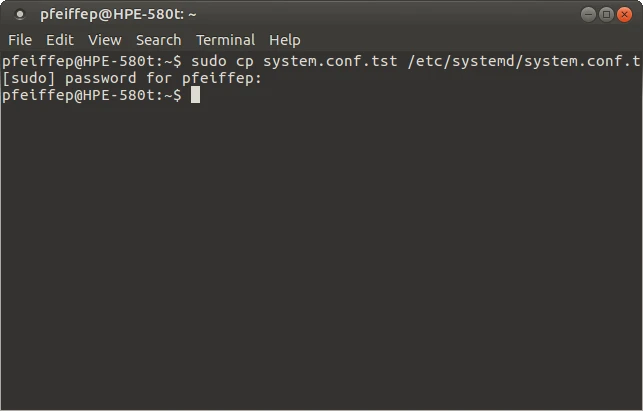 pfeiffep@HPE-580t: ~
File Edit View Search Terminal Help
pfeiffep@HPE-580t:~$ sudo cp system.conf.tst /etc/systemd/system.conf.t
[sudo] password for pfeiffep:
pfeiffep@HPE-580t:~$